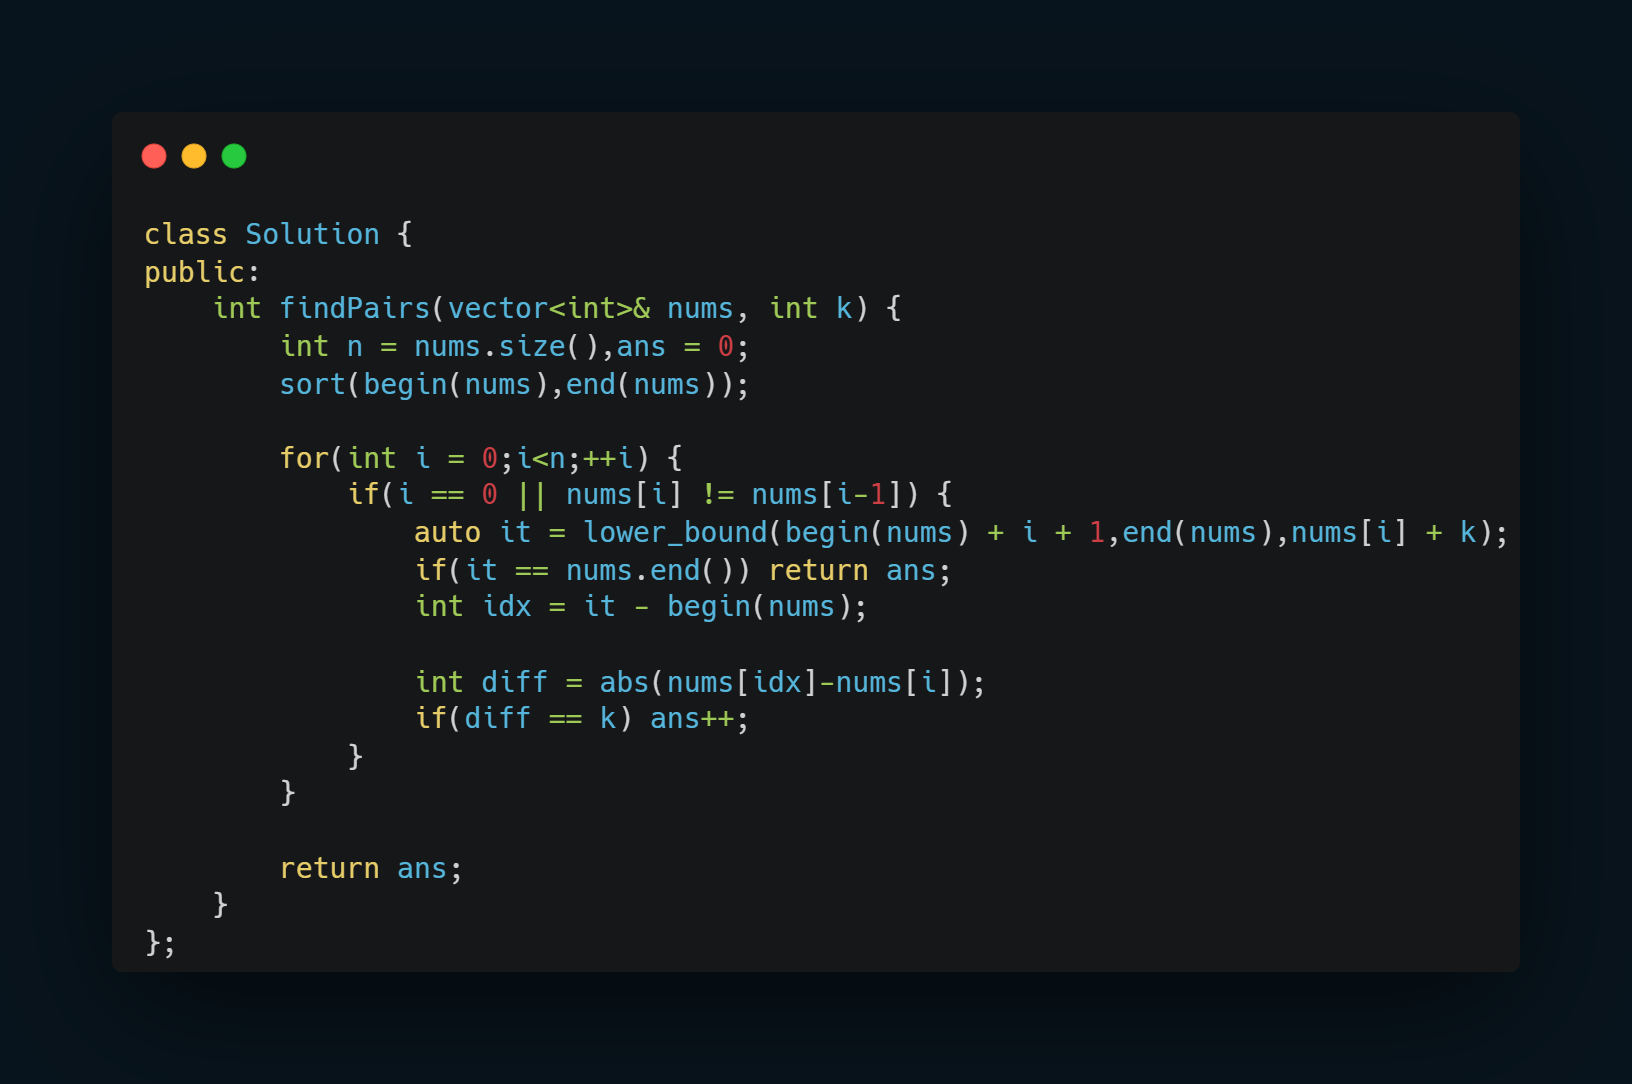 class Solution {
public:
    int findPairs(vector<int>& nums, int k) {
        int n = nums.size(),ans = 0;
        sort(begin(nums),end(nums));

        for(int i = 0;i<n;++i) {
            if(i == 0 || nums[i] != nums[i-1]) {
                auto it = lower_bound(begin(nums) + i + 1,end(nums),nums[i] + k);
                if(it == nums.end()) return ans;
                int idx = it - begin(nums);

                int diff = abs(nums[idx]-nums[i]);
                if(diff == k) ans++;
            }
        }

        return ans;
    }
};